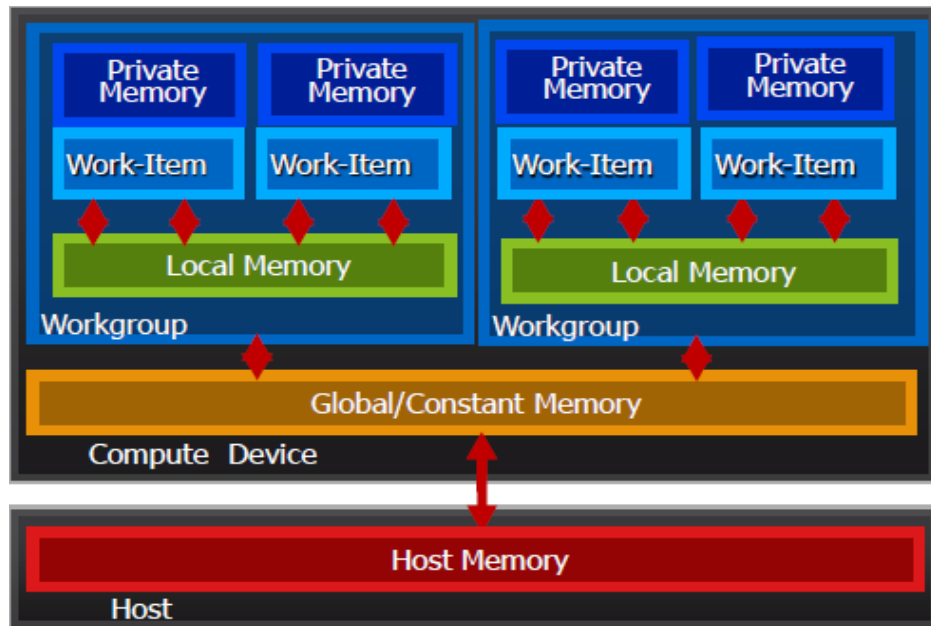 Private
Memory
Private
Memory
Private
Memory
Private
Memory
Work-Item
Work-Item
Work-Item
Work-Item
Local Memory
Local Memory
Workgroup
Workgroup
Global/Constant Memory
Compute Device
Host Memory
Host